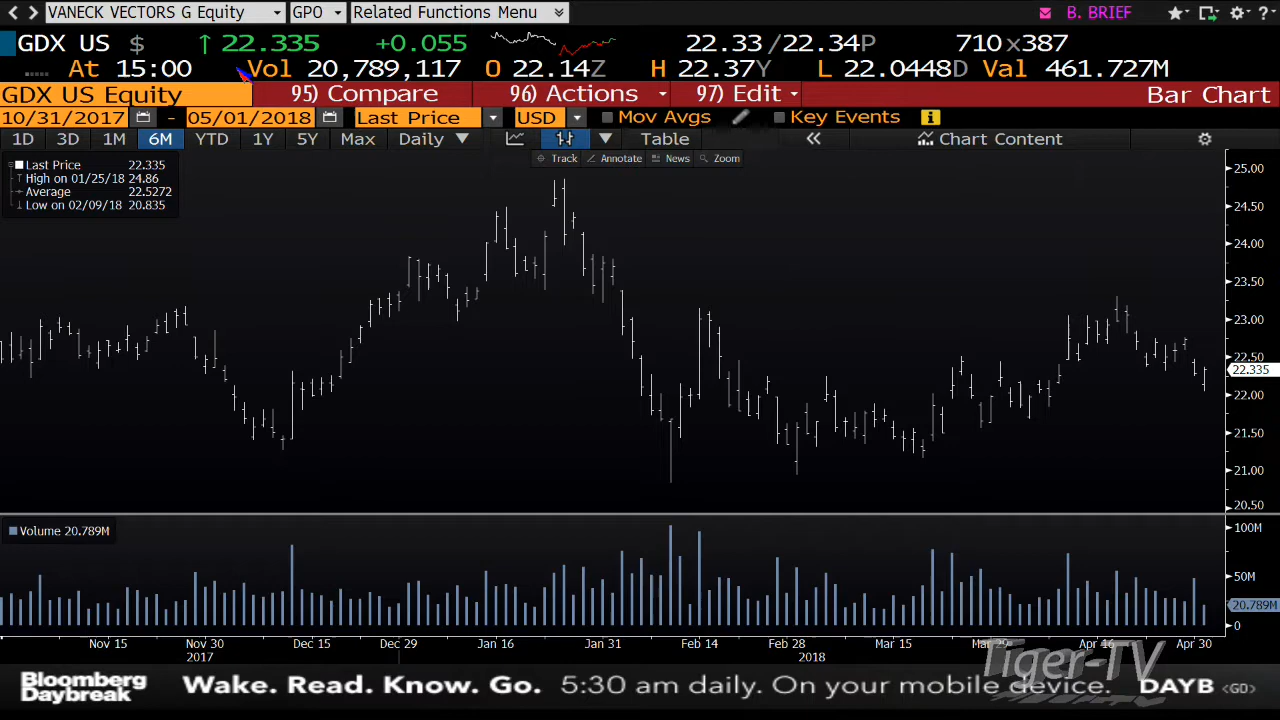 VANECK VECTORS G Equity GPO Related Functions Menu B. BRIEF
GDX US $ ↑ 22.335 +0.055 22.33/22.34P 710x387
At 15:00 Vol 20,789,117 O 22.14Z H 22.37Y L 22.0448D Val 461.727M
GDX US Equity 95) Compare 96) Actions 97) Edit Bar Chart
10/31/2017 - 05/01/2018 Last Price USD Mov Avgs Key Events
1D 3D 1M 6M YTD 1Y 5Y Max Daily ▼ Table « Chart Content
Track Annotate News Zoom
Last Price 22.335
High on 01/25/18 24.86
Average 22.5272
Low on 02/09/18 20.835
25.00
24.50
24.00
23.50
23.00
22.50
22.335
22.00
21.50
21.00
20.50
Volume 20.789M
100M
50M
20.789M
0
Nov 15 Nov 30 Dec 15 Dec 29 Jan 16 Jan 31 Feb 14 Feb 28 Mar 15 Mar 29 Apr 16 Apr 30
2017 2018
Tiger-TV
Bloomberg Daybreak Wake. Read. Know. Go. 5:30 am daily. On your mobile device. DAYB <GO>